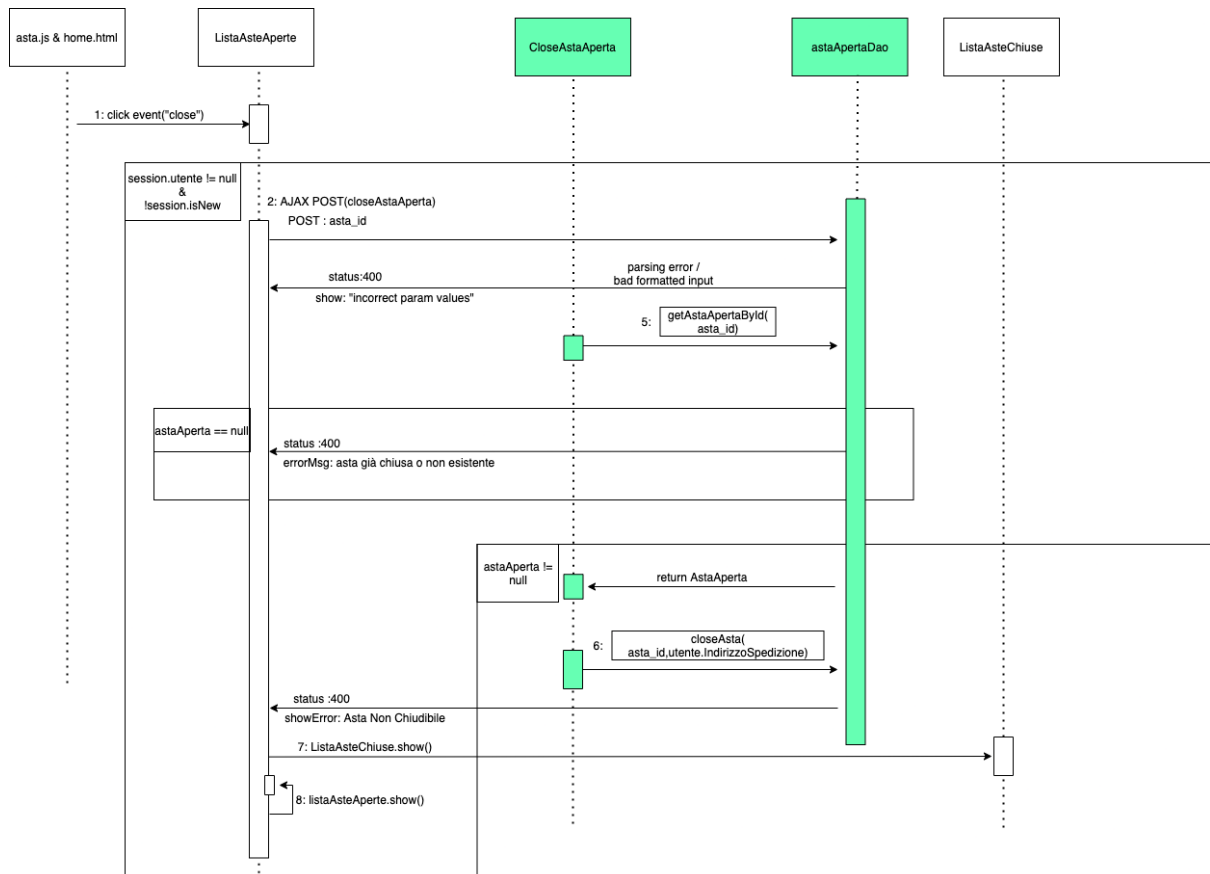 asta.js & home.html
ListaAsteAperte
CloseAstaAperta
astaApertaDao
ListaAsteChiuse
1: click event("close")
session.utente != null
&
!session.isNew
2: AJAX POST(closeAstaAperta)
POST : asta_id
parsing error /
bad formatted input
status:400
show: "incorrect param values"
5:
getAstaApertaById(
asta_id)
astaAperta == null
status :400
errorMsg: asta già chiusa o non esistente
astaAperta !=
null
return AstaAperta
6:
closeAsta(
asta_id,utente.IndirizzoSpedizione)
status :400
showError: Asta Non Chiudibile
7: ListaAsteChiuse.show()
8: listaAsteAperte.show()